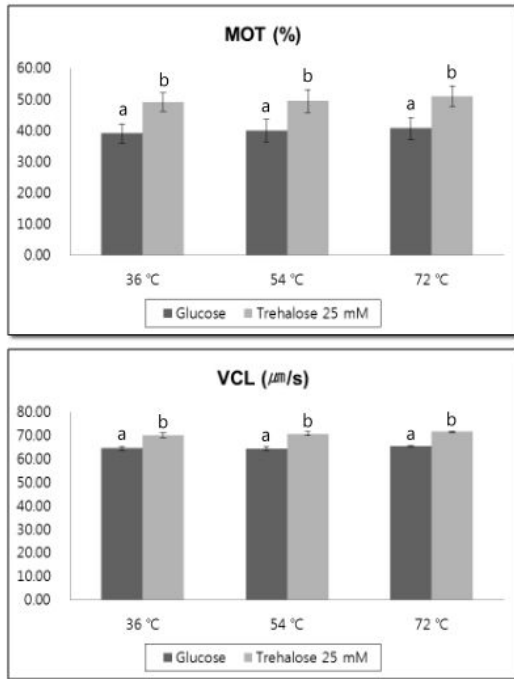 MOT (%)
60.00
50.00
40.00
30.00
20.00
10.00
0.00
a b a b a b
36 ℃ 54 ℃ 72 ℃
Glucose Trehalose 25 mM
VCL (㎛/s)
80.00
70.00
60.00
50.00
40.00
30.00
20.00
10.00
0.00
a b a b a b
36 ℃ 54 ℃ 72 ℃
Glucose Trehalose 25 mM